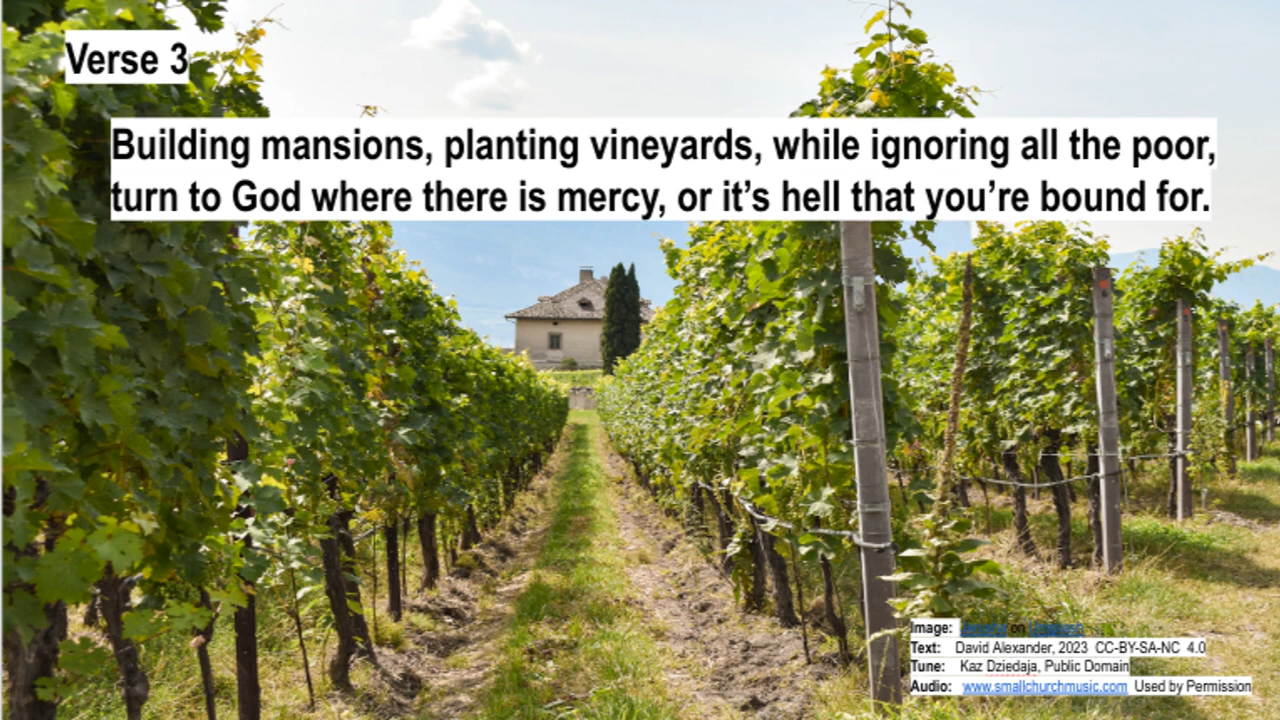 Verse 3
Building mansions, planting vineyards, while ignoring all the poor,
turn to God where there is mercy, or it’s hell that you’re bound for.
Image: on
Text: David Alexander, 2023 CC-BY-SA-NC 4.0
Tune: Kaz Dziedaja, Public Domain
Audio: www.smallchurchmusic.com Used by Permission